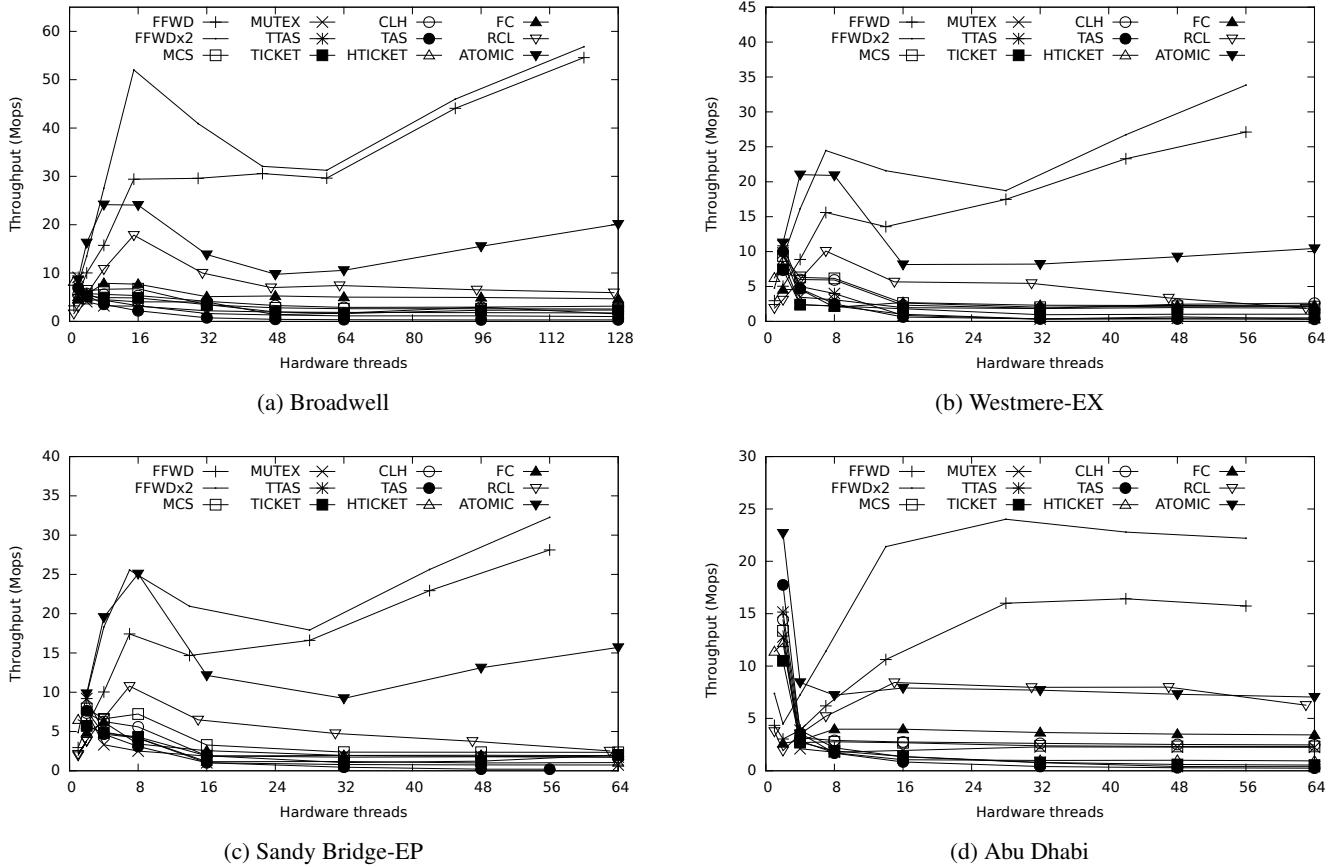 FFWD MUTEX CLH FC
FFWDx2 TTAS TAS RCL
MCS TICKET HTICKET ATOMIC
Throughput (Mops)
0 10 20 30 40 50 60
0 16 32 48 64 80 96 112 128
Hardware threads
(a) Broadwell
FFWD MUTEX CLH FC
FFWDx2 TTAS TAS RCL
MCS TICKET HTICKET ATOMIC
Throughput (Mops)
0 5 10 15 20 25 30 35 40 45
0 8 16 24 32 40 48 56 64
Hardware threads
(b) Westmere-EX
FFWD MUTEX CLH FC
FFWDx2 TTAS TAS RCL
MCS TICKET HTICKET ATOMIC
Throughput (Mops)
0 5 10 15 20 25 30 35 40
0 8 16 24 32 40 48 56 64
Hardware threads
(c) Sandy Bridge-EP
FFWD MUTEX CLH FC
FFWDx2 TTAS TAS RCL
MCS TICKET HTICKET ATOMIC
Throughput (Mops)
0 5 10 15 20 25 30
0 8 16 24 32 40 48 56 64
Hardware threads
(d) Abu Dhabi